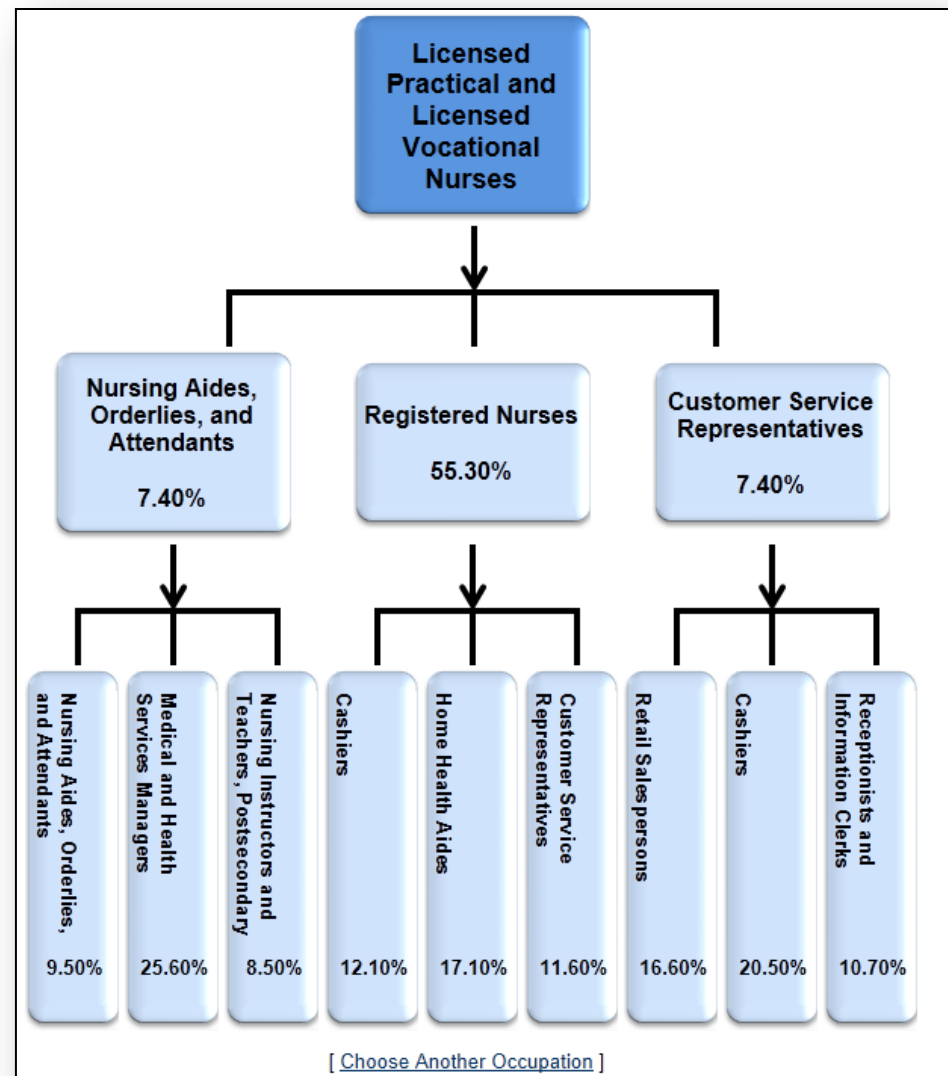 Licensed
Practical and
Licensed
Vocational
Nurses
Nursing Aides,
Orderlies, and
Attendants
7.40%
Registered Nurses
55.30%
Customer Service
Representatives
7.40%
Nursing Aides, Orderlies,
and Attendants
9.50%
Medical and Health
Services Managers
25.60%
Nursing Instructors and
Teachers, Postsecondary
8.50%
Cashiers
12.10%
Home Health Aides
17.10%
Customer Service
Representatives
11.60%
Retail Salespersons
16.60%
Cashiers
20.50%
Receptionists and
Information Clerks
10.70%
[ Choose Another Occupation ]